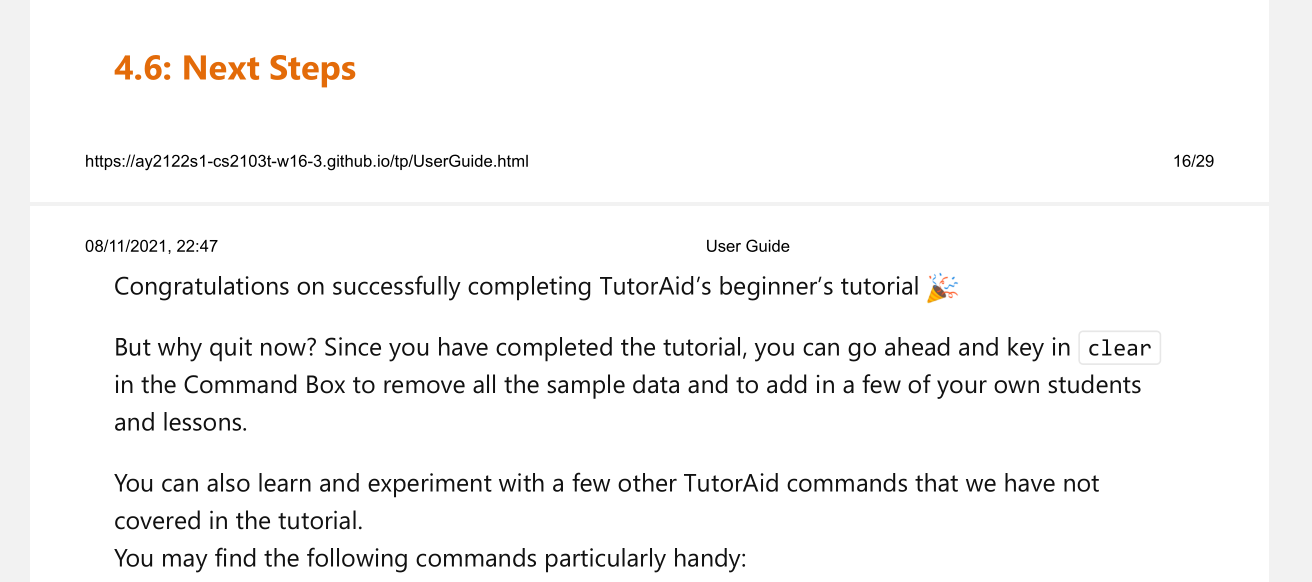 4.6: Next Steps
https://ay2122s1-cs2103t-w16-3.github.io/tp/UserGuide.html 16/29
08/11/2021, 22:47 User Guide
Congratulations on successfully completing TutorAid’s beginner’s tutorial 🎉
But why quit now? Since you have completed the tutorial, you can go ahead and key in clear
in the Command Box to remove all the sample data and to add in a few of your own students
and lessons.
You can also learn and experiment with a few other TutorAid commands that we have not
covered in the tutorial.
You may find the following commands particularly handy: